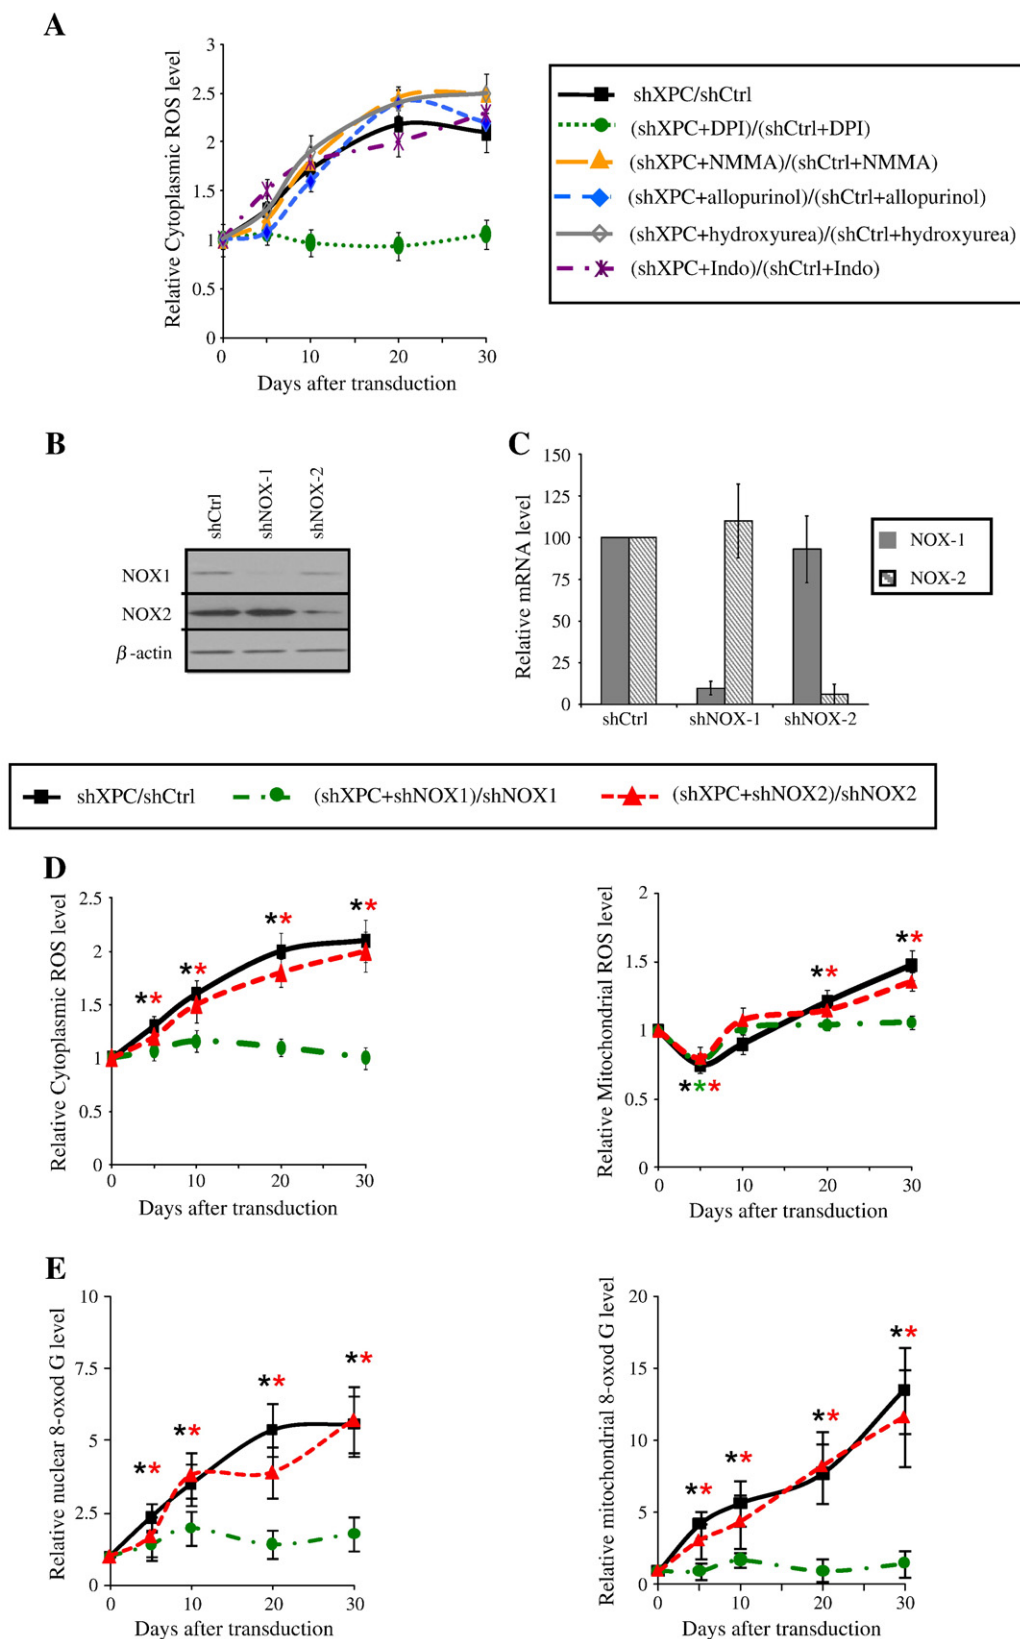 A
Relative Cytoplasmic ROS level
3
2.5
2
1.5
1
0.5
0
0
10
20
30
Days after transduction
shXPC/shCtrl
(shXPC+DPI)/(shCtrl+DPI)
(shXPC+NMMA)/(shCtrl+NMMA)
(shXPC+allopurinol)/(shCtrl+allopurinol)
(shXPC+hydroxyurea)/(shCtrl+hydroxyurea)
(shXPC+Indo)/(shCtrl+Indo)
B
shCtrl
shNOX-1
shNOX-2
NOX1
NOX2
β-actin
C
Relative mRNA level
150
125
100
75
50
25
0
shCtrl
shNOX-1
shNOX-2
NOX-1
NOX-2
shXPC/shCtrl
(shXPC+shNOX1)/shNOX1
(shXPC+shNOX2)/shNOX2
D
Relative Cytoplasmic ROS level
2.5
2
1.5
1
0.5
0
**
**
**
**
0
10
20
30
Days after transduction
Relative Mitochondrial ROS level
2
1.5
1
0.5
0
***
**
**
0
10
20
30
Days after transduction
E
Relative nuclear 8-oxod G level
10
7.5
5
2.5
0
**
**
**
**
0
10
20
30
Days after transduction
Relative mitochondrial 8-oxod G level
20
15
10
5
0
**
**
**
**
0
10
20
30
Days after transduction